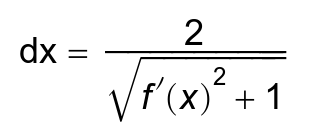 dx = 2 / √(f′(x)² + 1)